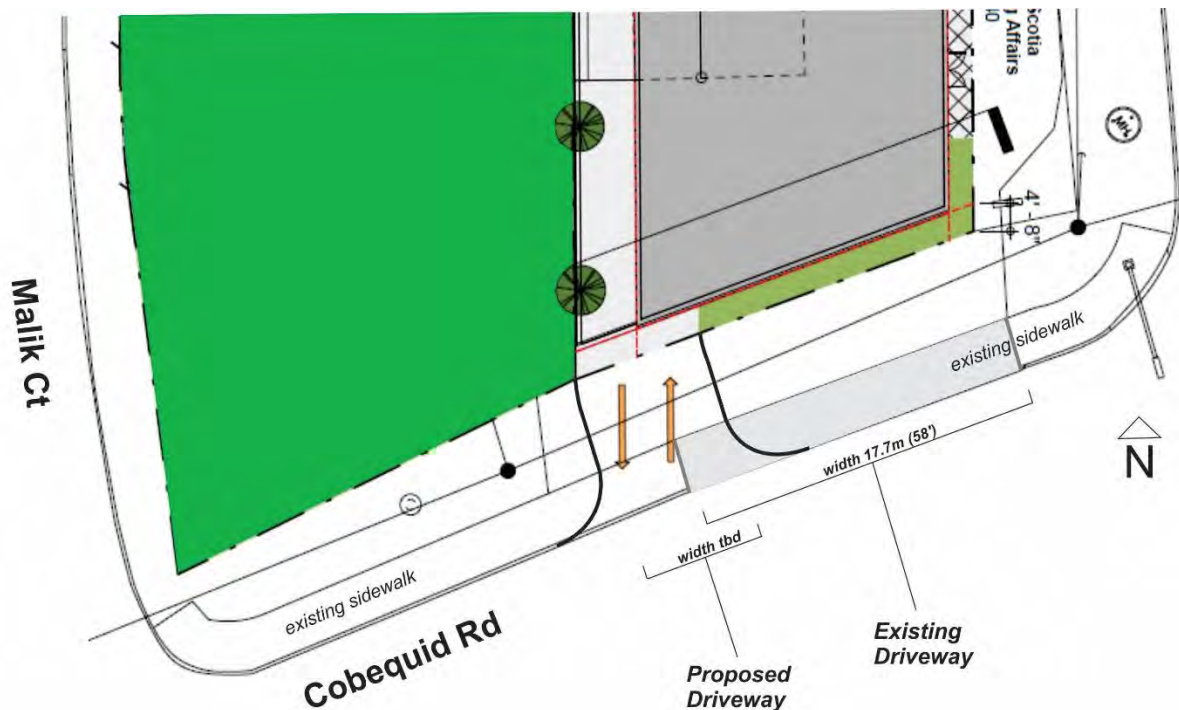 Scotia
Affairs
4'-8"
MH
Malik Ct
existing sidewalk
N
width 17.7m (58')
width tbd
existing sidewalk
Cobequid Rd
Existing
Driveway
Proposed
Driveway